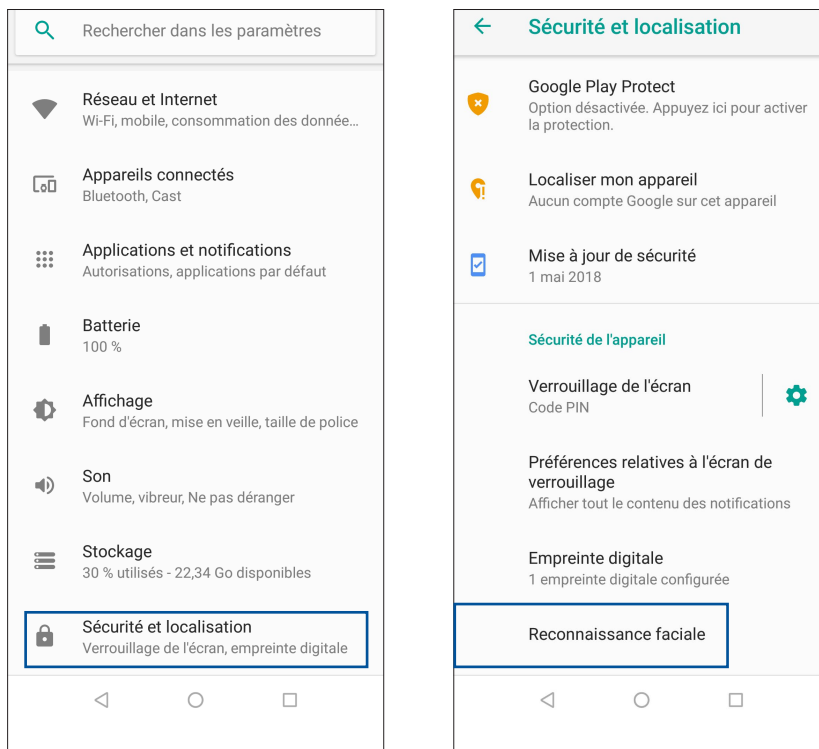 Rechercher dans les paramètres
Réseau et Internet
Wi-Fi, mobile, consommation des donnée…
Appareils connectés
Bluetooth, Cast
Applications et notifications
Autorisations, applications par défaut
Batterie
100 %
Affichage
Fond d'écran, mise en veille, taille de police
Son
Volume, vibreur, Ne pas déranger
Stockage
30 % utilisés - 22,34 Go disponibles
Sécurité et localisation
Verrouillage de l'écran, empreinte digitale
Sécurité et localisation
Google Play Protect
Option désactivée. Appuyez ici pour activer
la protection.
Localiser mon appareil
Aucun compte Google sur cet appareil
Mise à jour de sécurité
1 mai 2018
Sécurité de l'appareil
Verrouillage de l'écran
Code PIN
Préférences relatives à l'écran de
verrouillage
Afficher tout le contenu des notifications
Empreinte digitale
1 empreinte digitale configurée
Reconnaissance faciale